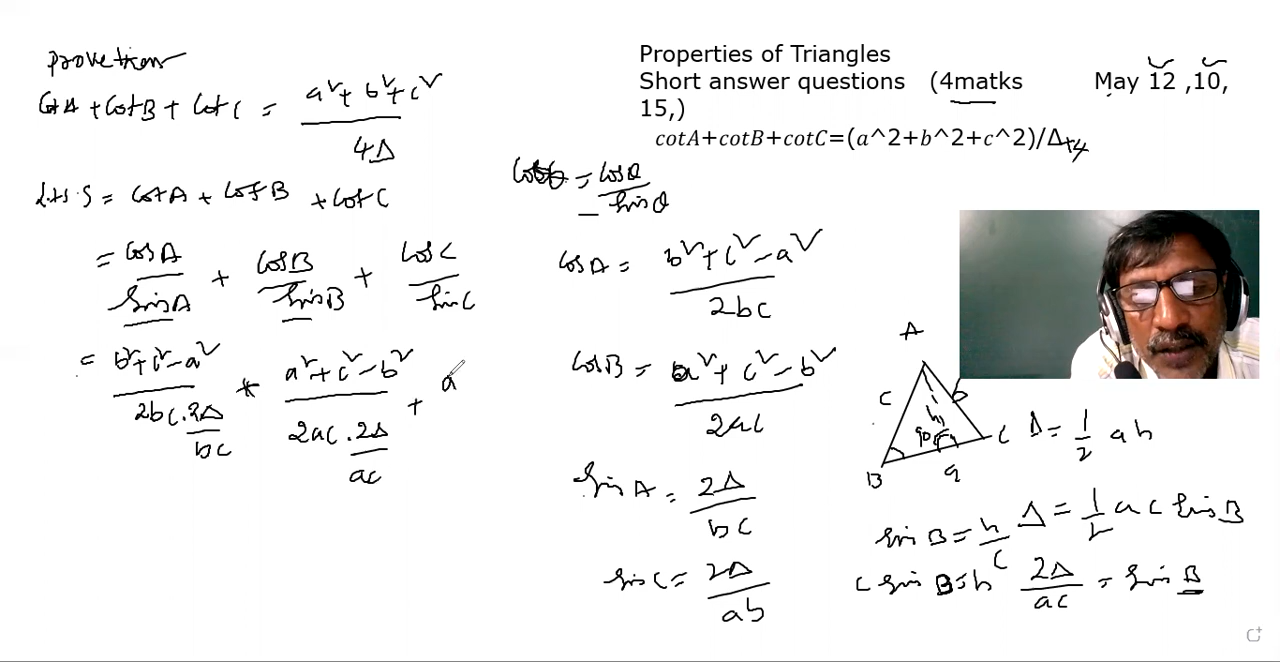 Properties of Triangles
Short answer questions (4matks May 12 ,10,
15,)
cotA+cotB+cotC=(a^2+b^2+c^2)/Δ*4
prove that
cotA + cotB + cotC = (a² + b² + c²) / 4Δ
L.H.S = cotA + cotB + cotC
= cosA / sinA + cosB / sinB + cosC / sinC
= (b² + c² - a²) / (2bc . 2Δ/bc) + (a² + c² - b²) / (2ac . 2Δ/ac) + a
cotθ = cosθ / sinθ
cosA = (b² + c² - a²) / 2bc
cosB = (a² + c² - b²) / 2ac
sinA = 2Δ / bc
sinC = 2Δ / ab
A
c
b
h
90°
B
a
C
Δ = 1/2 ah
sinB = h/c
Δ = 1/2 ac sinB
c sinB = h
2Δ / ac = sinB